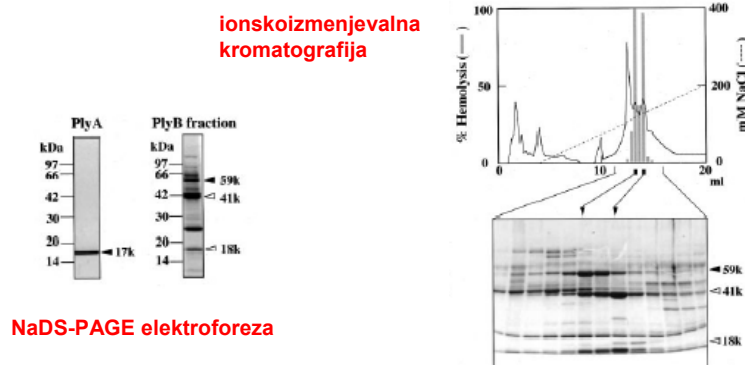 ionskoizmenjevalna
kromatografija
% Hemolysis (—)
100
50
0
400
200
100
0
mM NaCl (----)
0
10
20
ml
PlyA
kDa
97
66
42
30
20
14
17k
PlyB fraction
kDa
97
66
42
30
20
14
59k
41k
18k
59k
41k
18k
NaDS-PAGE elektroforeza